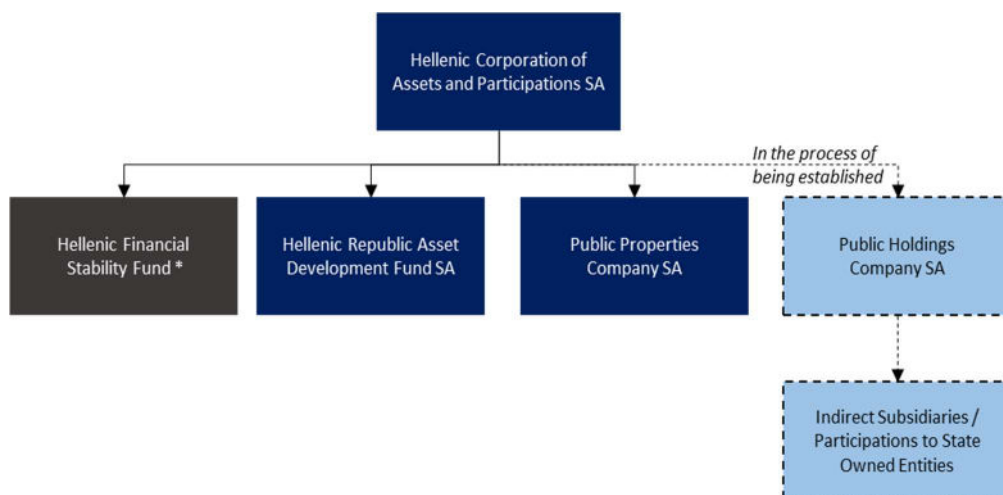 Hellenic Corporation of
Assets and Participations SA
In the process of
being established
Hellenic Financial
Stability Fund *
Hellenic Republic Asset
Development Fund SA
Public Properties
Company SA
Public Holdings
Company SA
Indirect Subsidiaries /
Participations to State
Owned Entities